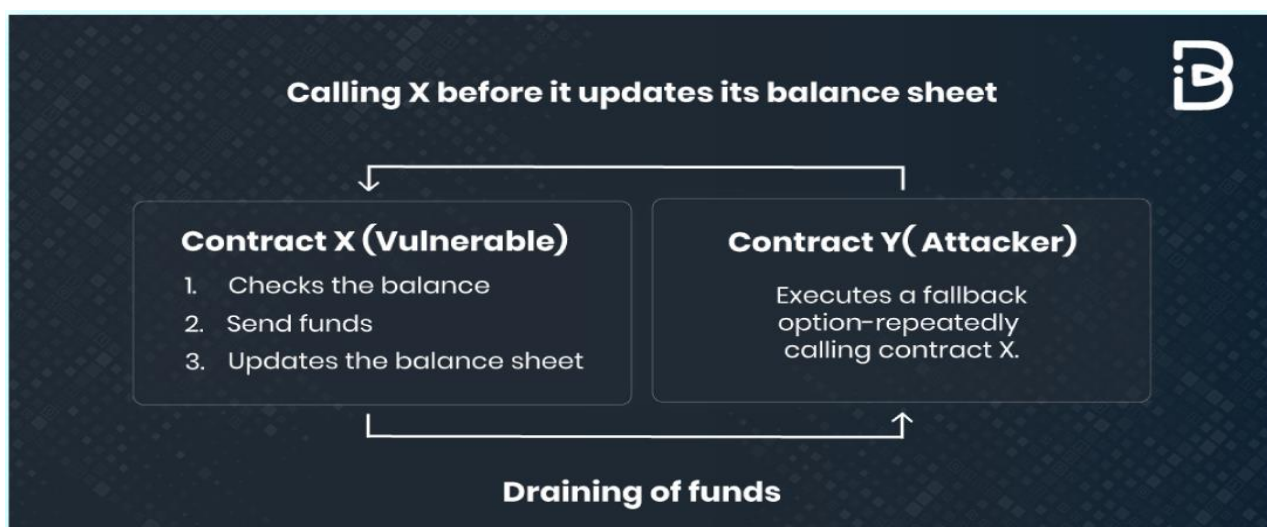 Calling X before it updates its balance sheet
Contract X (Vulnerable)
1. Checks the balance
2. Send funds
3. Updates the balance sheet
Contract Y( Attacker)
Executes a fallback
option-repeatedly
calling contract X.
Draining of funds